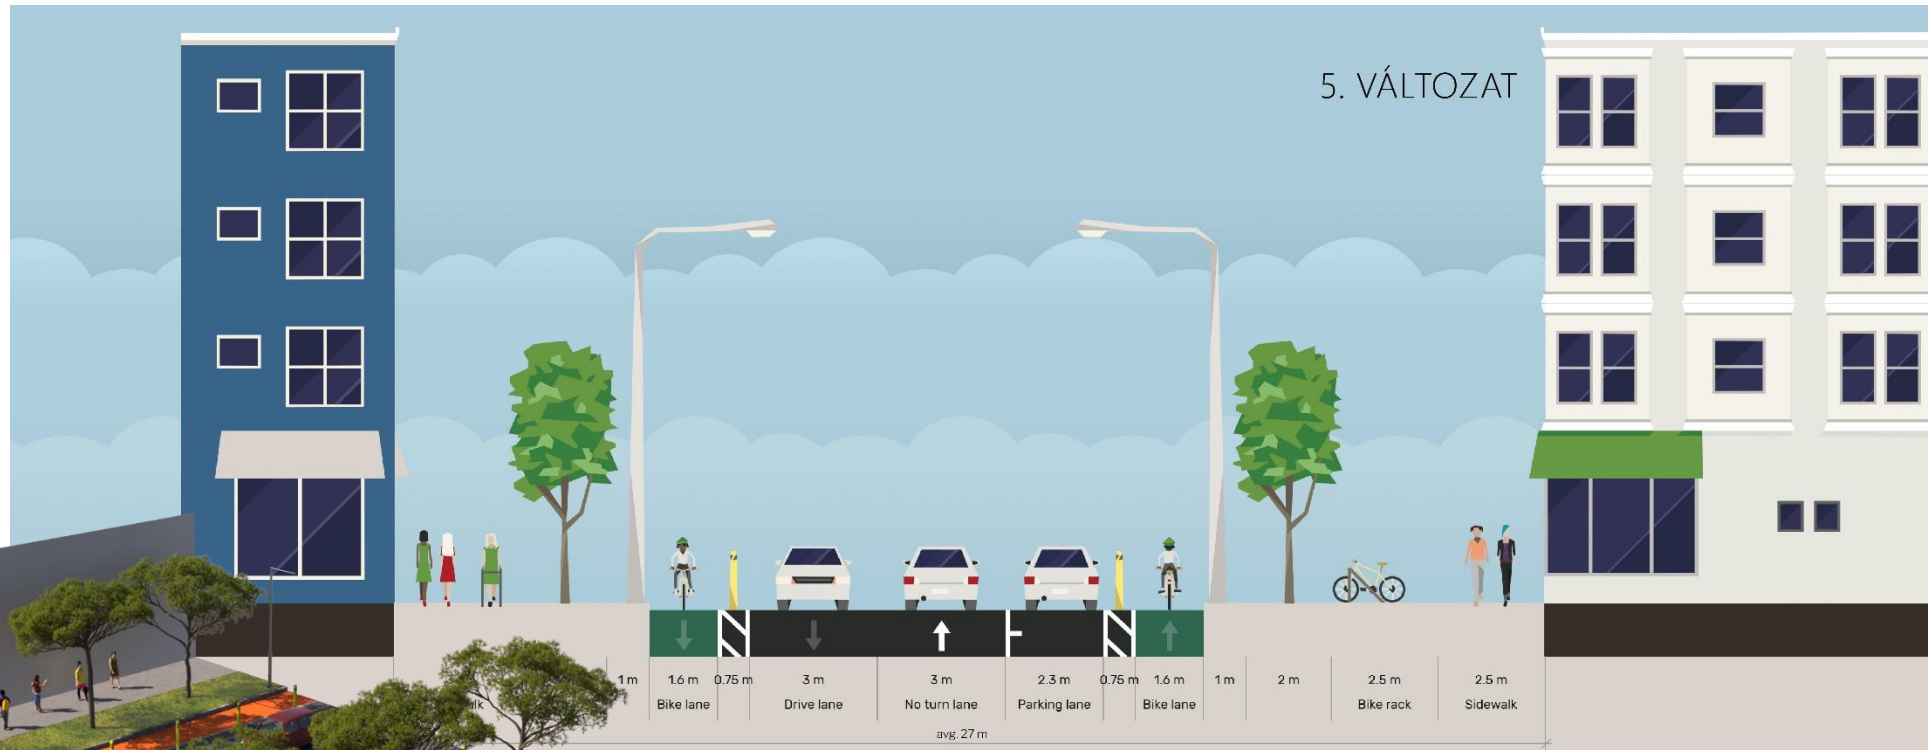 5. VÁLTOZAT
1 m 1.6 m 0.75 m 3 m 3 m 2.3 m 0.75 m 1.6 m 1 m 2 m 2.5 m 2.5 m
Bike lane Drive lane No turn lane Parking lane Bike lane Bike rack Sidewalk
avg. 27 m